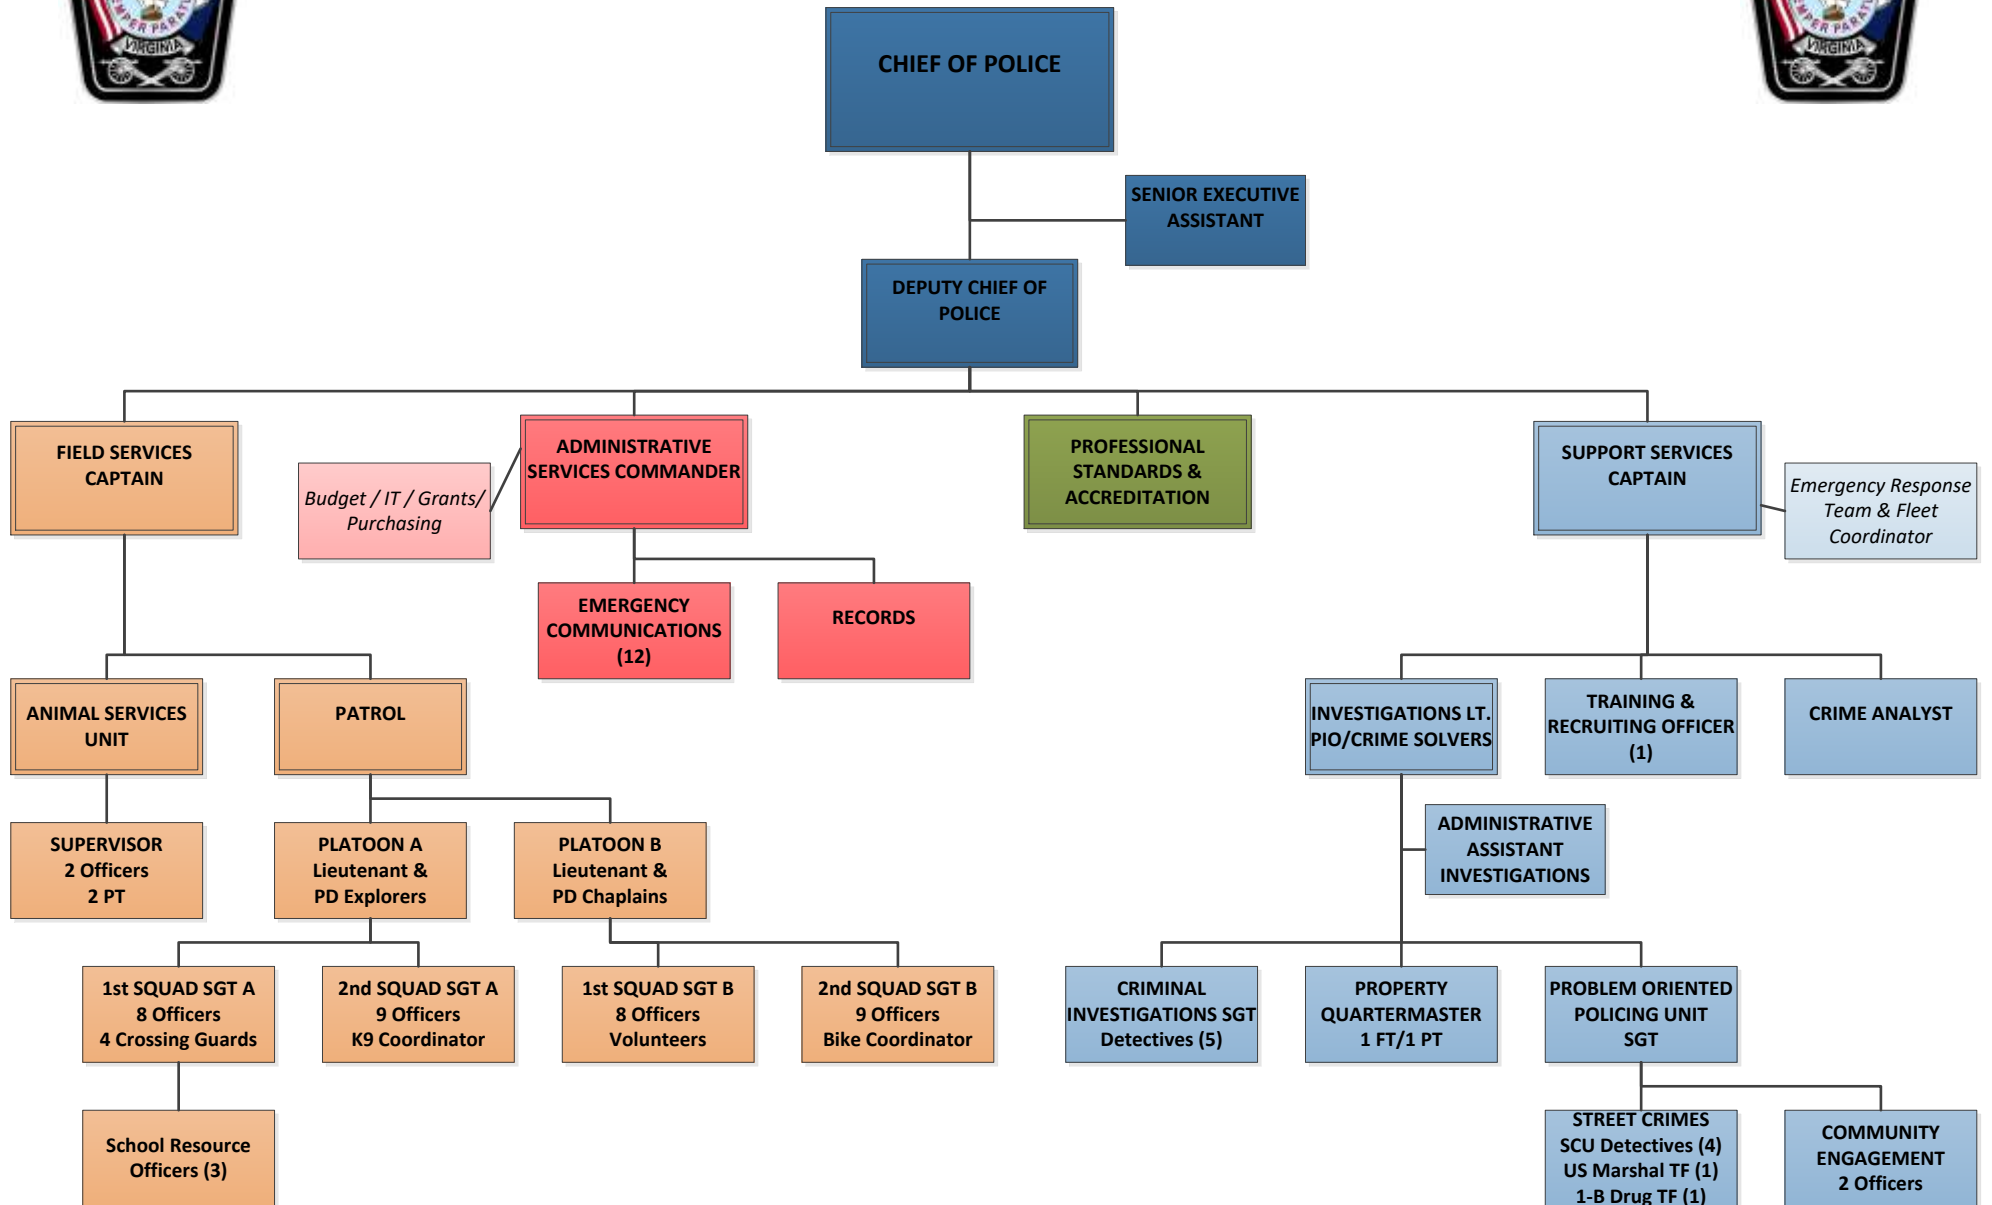 SEMPER PARATUS
VIRGINIA
SEMPER PARATUS
VIRGINIA
CHIEF OF POLICE
SENIOR EXECUTIVE
ASSISTANT
DEPUTY CHIEF OF
POLICE
FIELD SERVICES
CAPTAIN
Budget / IT / Grants/
Purchasing
ADMINISTRATIVE
SERVICES COMMANDER
PROFESSIONAL
STANDARDS &
ACCREDITATION
SUPPORT SERVICES
CAPTAIN
Emergency Response
Team & Fleet
Coordinator
EMERGENCY
COMMUNICATIONS
(12)
RECORDS
ANIMAL SERVICES
UNIT
PATROL
INVESTIGATIONS LT.
PIO/CRIME SOLVERS
TRAINING &
RECRUITING OFFICER
(1)
CRIME ANALYST
SUPERVISOR
2 Officers
2 PT
PLATOON A
Lieutenant &
PD Explorers
PLATOON B
Lieutenant &
PD Chaplains
ADMINISTRATIVE
ASSISTANT
INVESTIGATIONS
1st SQUAD SGT A
8 Officers
4 Crossing Guards
2nd SQUAD SGT A
9 Officers
K9 Coordinator
1st SQUAD SGT B
8 Officers
Volunteers
2nd SQUAD SGT B
9 Officers
Bike Coordinator
CRIMINAL
INVESTIGATIONS SGT
Detectives (5)
PROPERTY
QUARTERMASTER
1 FT/1 PT
PROBLEM ORIENTED
POLICING UNIT
SGT
School Resource
Officers (3)
STREET CRIMES
SCU Detectives (4)
US Marshal TF (1)
1-B Drug TF (1)
COMMUNITY
ENGAGEMENT
2 Officers